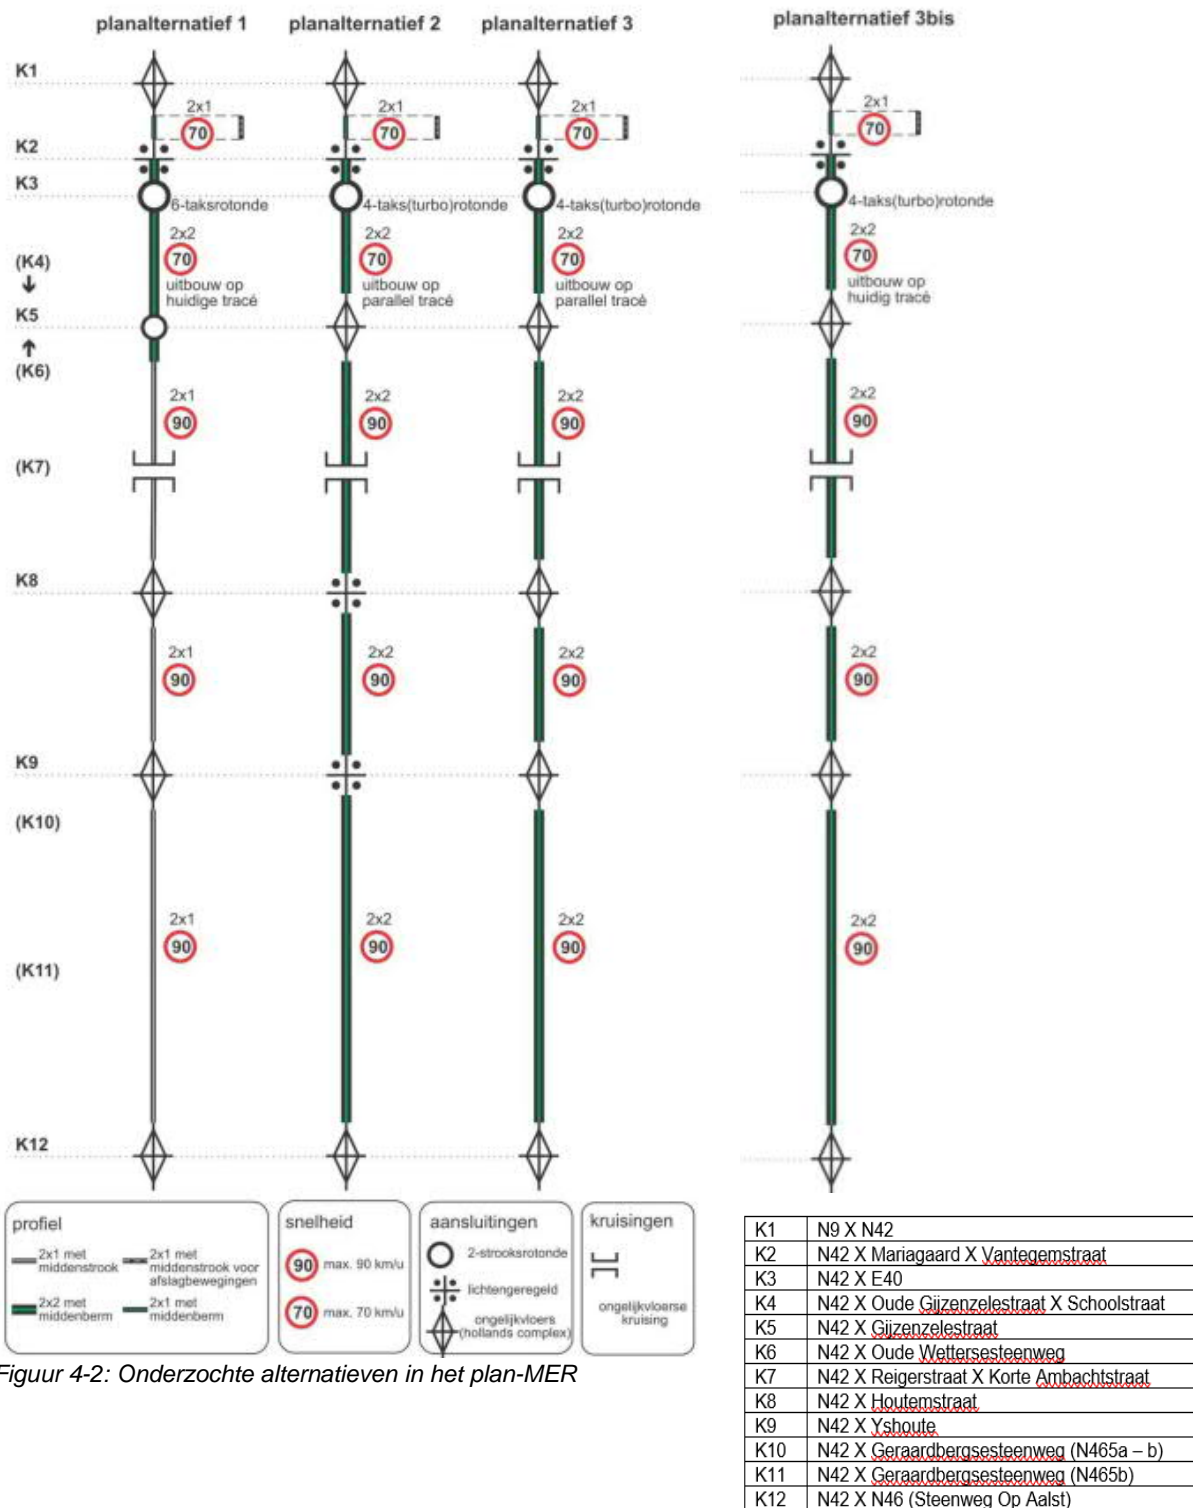 planalternatief 1 planalternatief 2 planalternatief 3 planalternatief 3bis
K1
2x1 2x1 2x1 2x1
70 70 70 70
K2
K3
6-taksrotonde 4-taks(turbo)rotonde 4-taks(turbo)rotonde 4-taks(turbo)rotonde
2x2 2x2 2x2 2x2
(K4) 70 70 70 70
uitbouw op uitbouw op uitbouw op uitbouw op
huidige tracé parallel tracé parallel tracé huidig tracé
K5
(K6)
2x1 2x2 2x2 2x2
90 90 90 90
(K7)
K8
2x1 2x2 2x2 2x2
90 90 90 90
K9
(K10)
2x1 2x2 2x2 2x2
90 90 90 90
(K11)
K12
profiel
2x1 met middenstrook
2x1 met middenstrook voor afslagbewegingen
2x2 met middenberm
2x1 met middenberm
snelheid
90 max. 90 km/u
70 max. 70 km/u
aansluitingen
2-strooksrotonde
lichtengeregeld
ongelijkvloers
(hollands complex)
kruisingen
ongelijkvloerse
kruising
Figuur 4-2: Onderzochte alternatieven in het plan-MER
K1 N9 X N42
K2 N42 X Mariagaard X Vantegemstraat
K3 N42 X E40
K4 N42 X Oude Gijzenzelestraat X Schoolstraat
K5 N42 X Gijzenzelestraat
K6 N42 X Oude Wettersesteenweg
K7 N42 X Reigerstraat X Korte Ambachtstraat
K8 N42 X Houtemstraat
K9 N42 X Yshoute
K10 N42 X Geraardbergsesteenweg (N465a – b)
K11 N42 X Geraardbergsesteenweg (N465b)
K12 N42 X N46 (Steenweg Op Aalst)